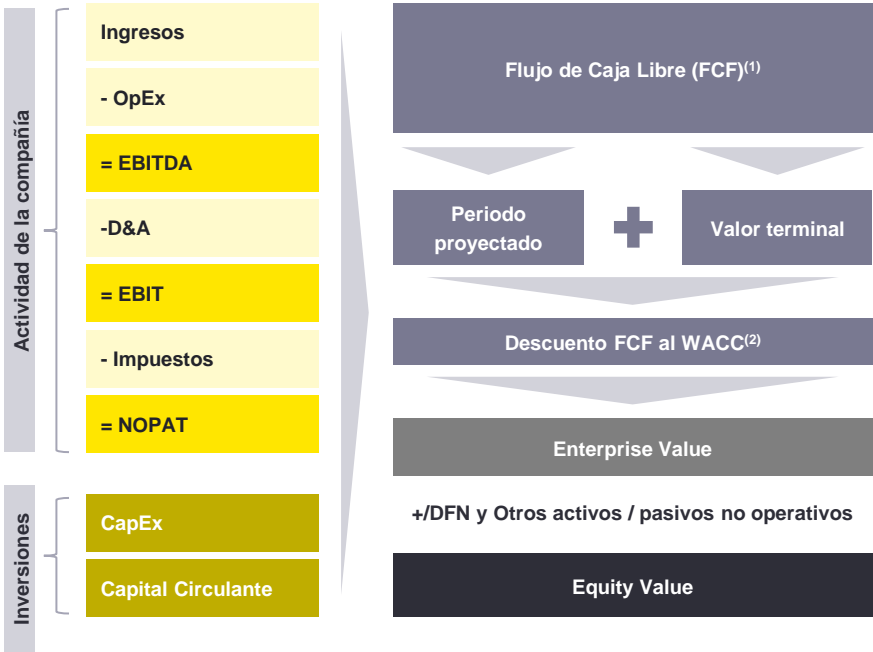 Actividad de la compañía
Ingresos
- OpEx
= EBITDA
-D&A
= EBIT
- Impuestos
= NOPAT
Inversiones
CapEx
Capital Circulante
Flujo de Caja Libre (FCF)(1)
Periodo
proyectado
Valor terminal
Descuento FCF al WACC(2)
Enterprise Value
+/DFN y Otros activos / pasivos no operativos
Equity Value